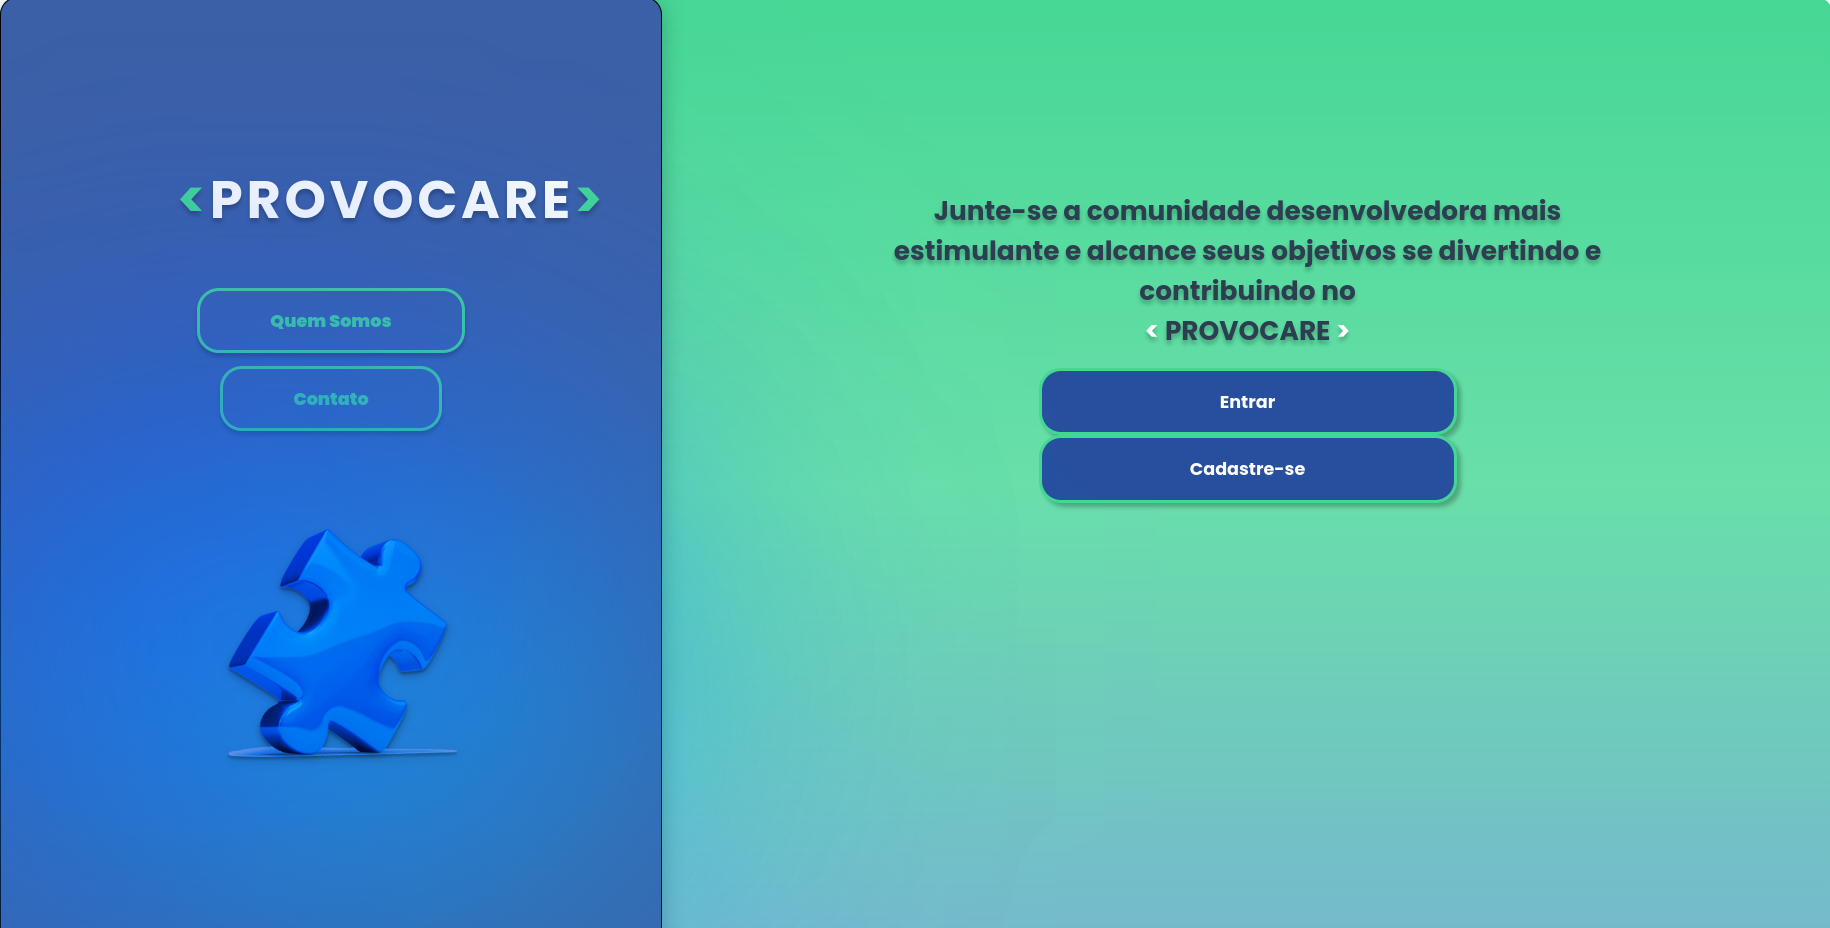 <PROVOCARE>
Quem Somos
Contato
Junte-se a comunidade desenvolvedora mais
estimulante e alcance seus objetivos se divertindo e
contribuindo no
< PROVOCARE >
Entrar
Cadastre-se